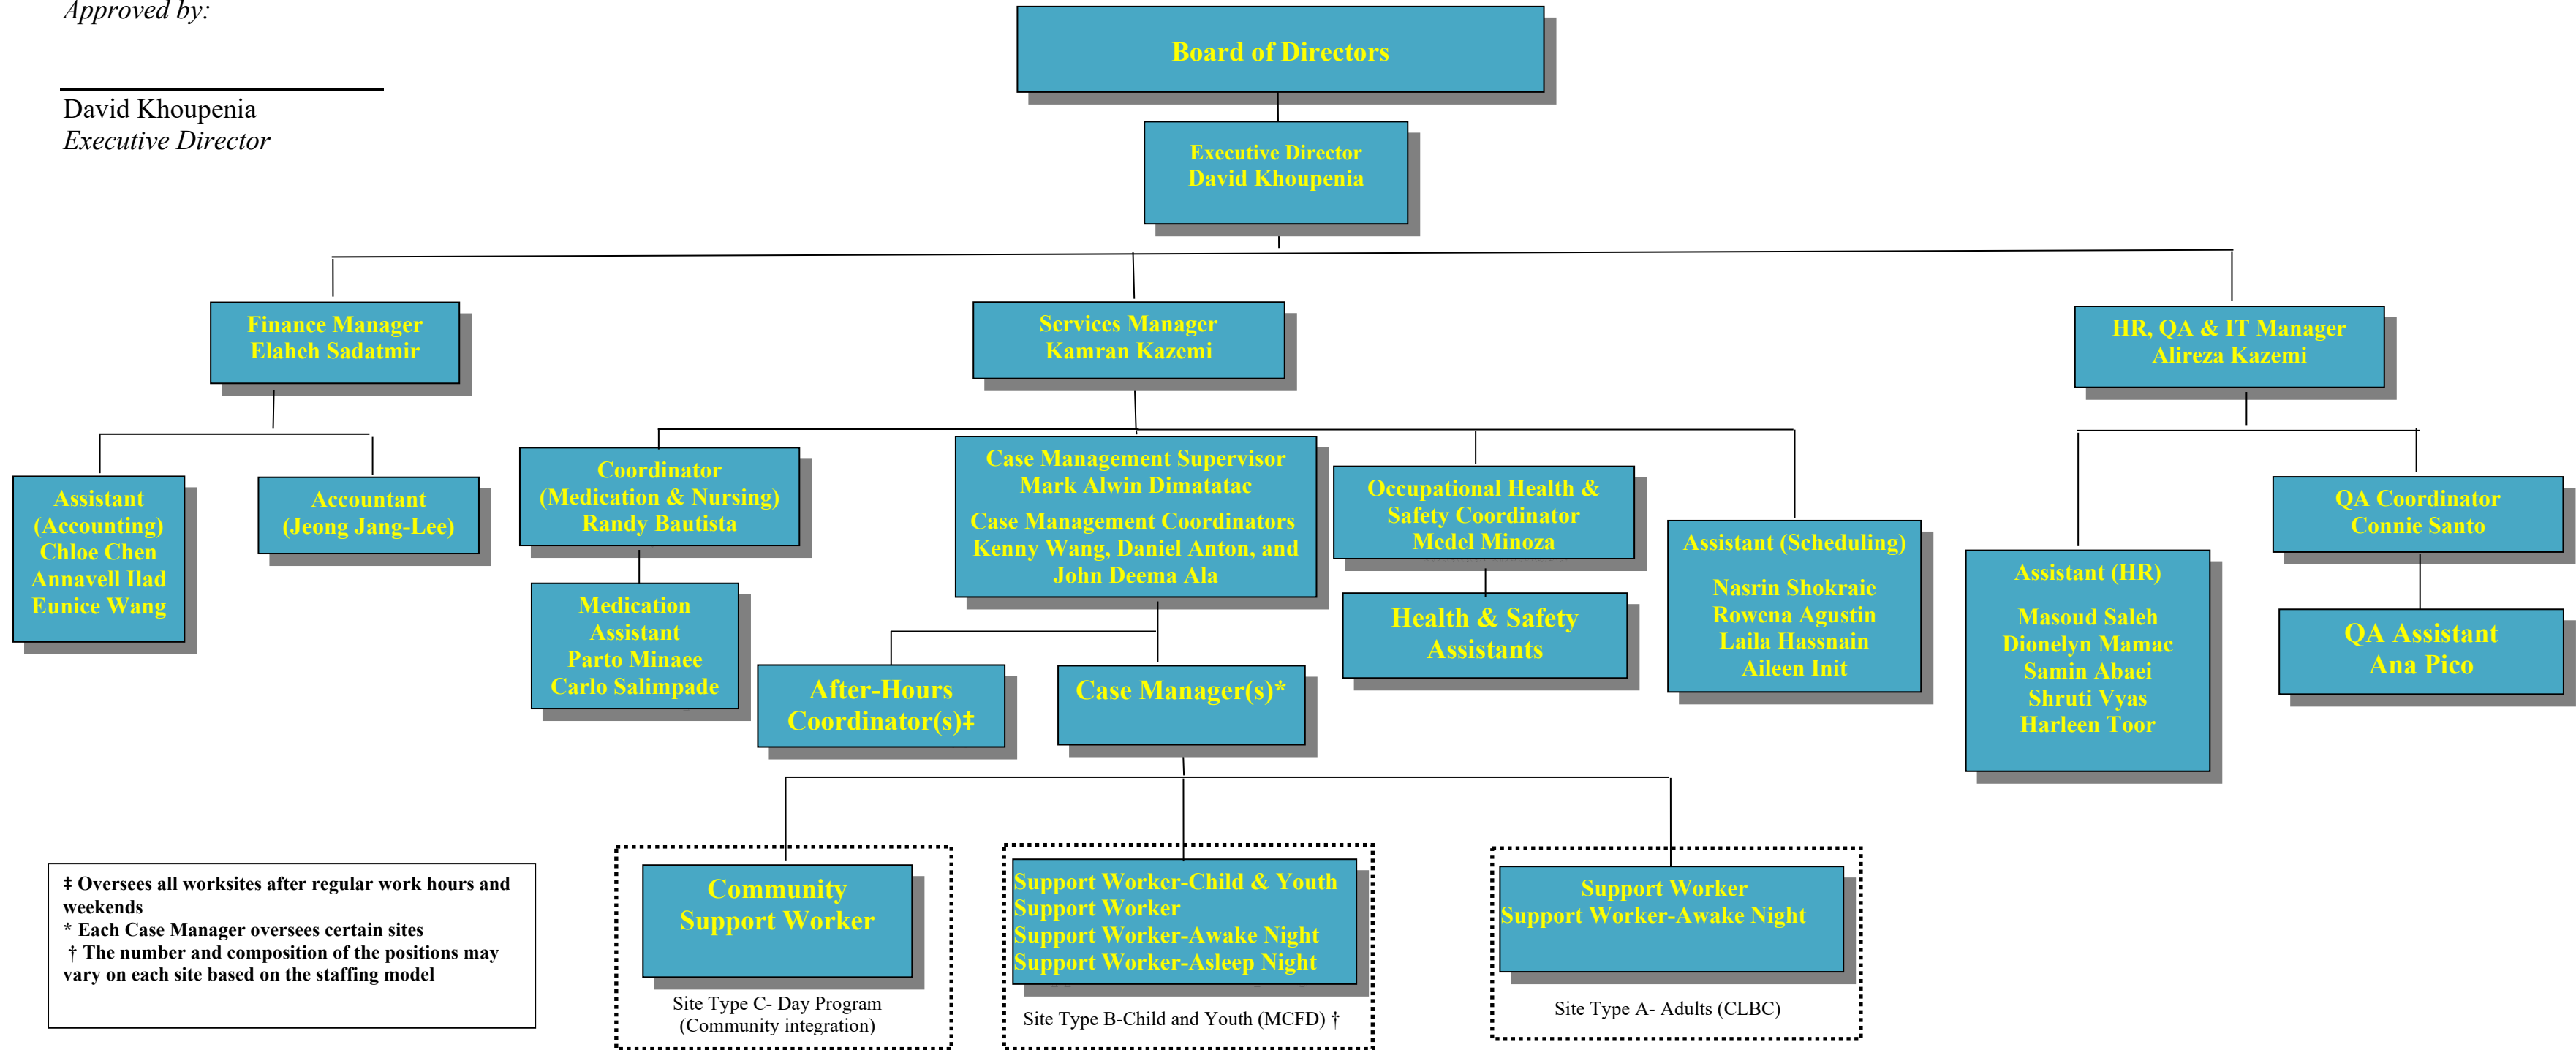 Approved by:
David Khoupenia
Executive Director
Board of Directors
Executive Director
David Khoupenia
Finance Manager
Elaheh Sadatmir
Services Manager
Kamran Kazemi
HR, QA & IT Manager
Alireza Kazemi
Assistant
(Accounting)
Chloe Chen
Annavell Ilad
Eunice Wang
Accountant
(Jeong Jang-Lee)
Coordinator
(Medication & Nursing)
Randy Bautista
Medication
Assistant
Parto Minaee
Carlo Salimpade
Case Management Supervisor
Mark Alwin Dimatatac
Case Management Coordinators
Kenny Wang, Daniel Anton, and
John Deema Ala
Occupational Health &
Safety Coordinator
Medel Minoza
Health & Safety
Assistants
Assistant (Scheduling)
Nasrin Shokraie
Rowena Agustin
Laila Hassnain
Aileen Init
Assistant (HR)
Masoud Saleh
Dionelyn Mamac
Samin Abaei
Shruti Vyas
Harleen Toor
QA Coordinator
Connie Santo
QA Assistant
Ana Pico
After-Hours
Coordinator(s)‡
Case Manager(s)*
‡ Oversees all worksites after regular work hours and
weekends
* Each Case Manager oversees certain sites
† The number and composition of the positions may
vary on each site based on the staffing model
Community
Support Worker
Site Type C- Day Program
(Community integration)
Support Worker-Child & Youth
Support Worker
Support Worker-Awake Night
Support Worker-Asleep Night
Site Type B-Child and Youth (MCFD) †
Support Worker
Support Worker-Awake Night
Site Type A- Adults (CLBC)